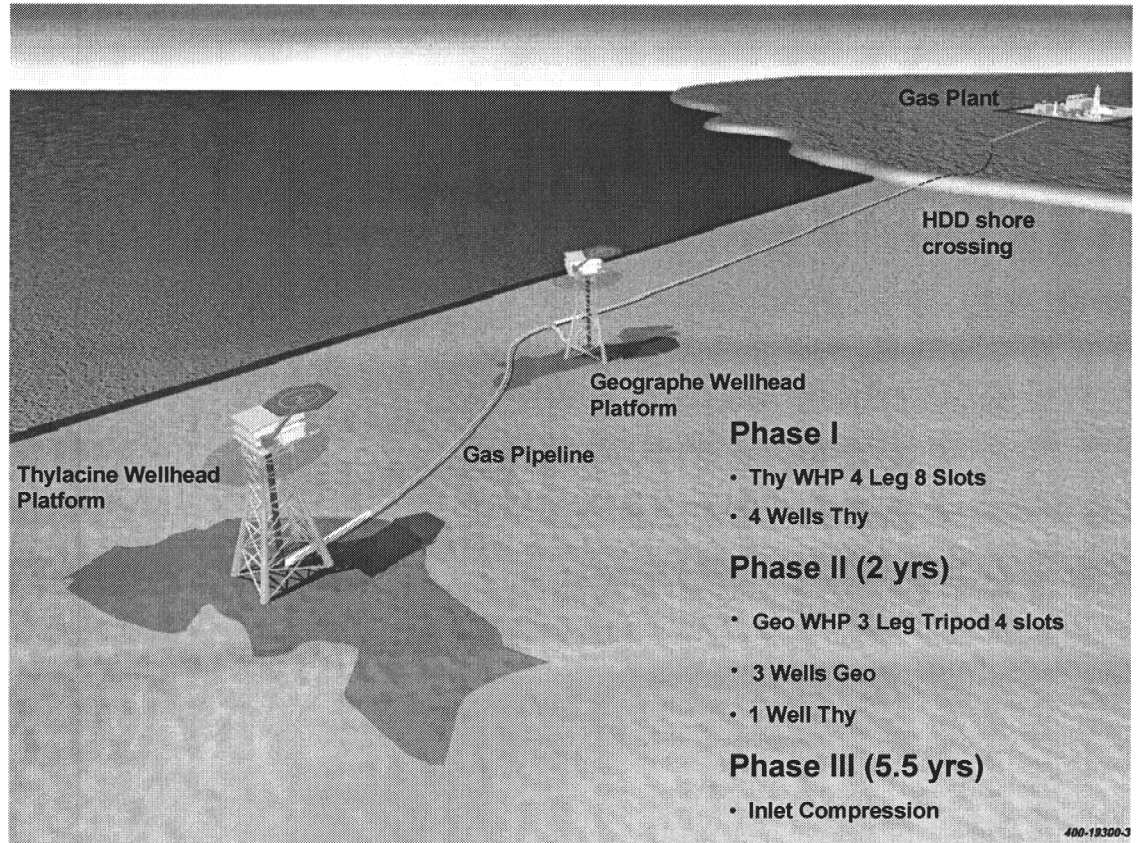 Gas Plant
HDD shore
crossing
Geographe Wellhead
Platform
Gas Pipeline
Thylacine Wellhead
Platform
Phase I
• Thy WHP 4 Leg 8 Slots
• 4 Wells Thy
Phase II (2 yrs)
• Geo WHP 3 Leg Tripod 4 slots
• 3 Wells Geo
• 1 Well Thy
Phase III (5.5 yrs)
• Inlet Compression
400-19300-3